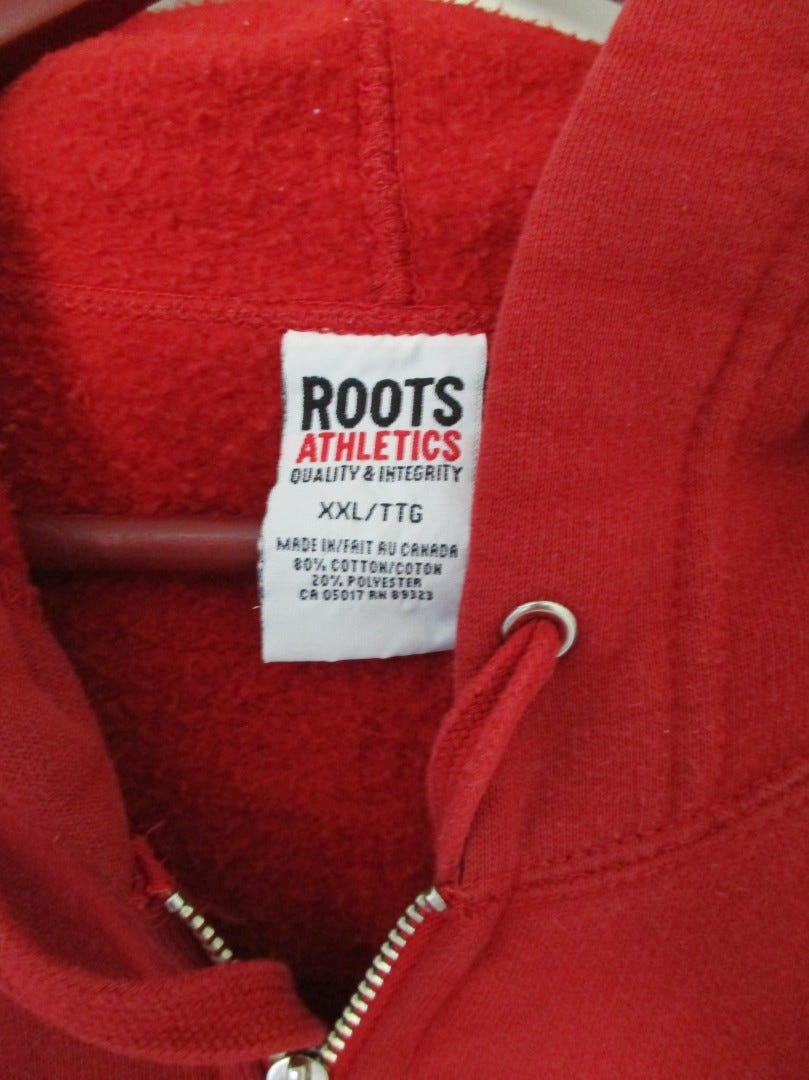 ROOTS
ATHLETICS
QUALITY & INTEGRITY
XXL/TTG
MADE IN/FAIT AU CANADA
80% COTTON/COTON
20% POLYESTER
CA 05017 RN 89323